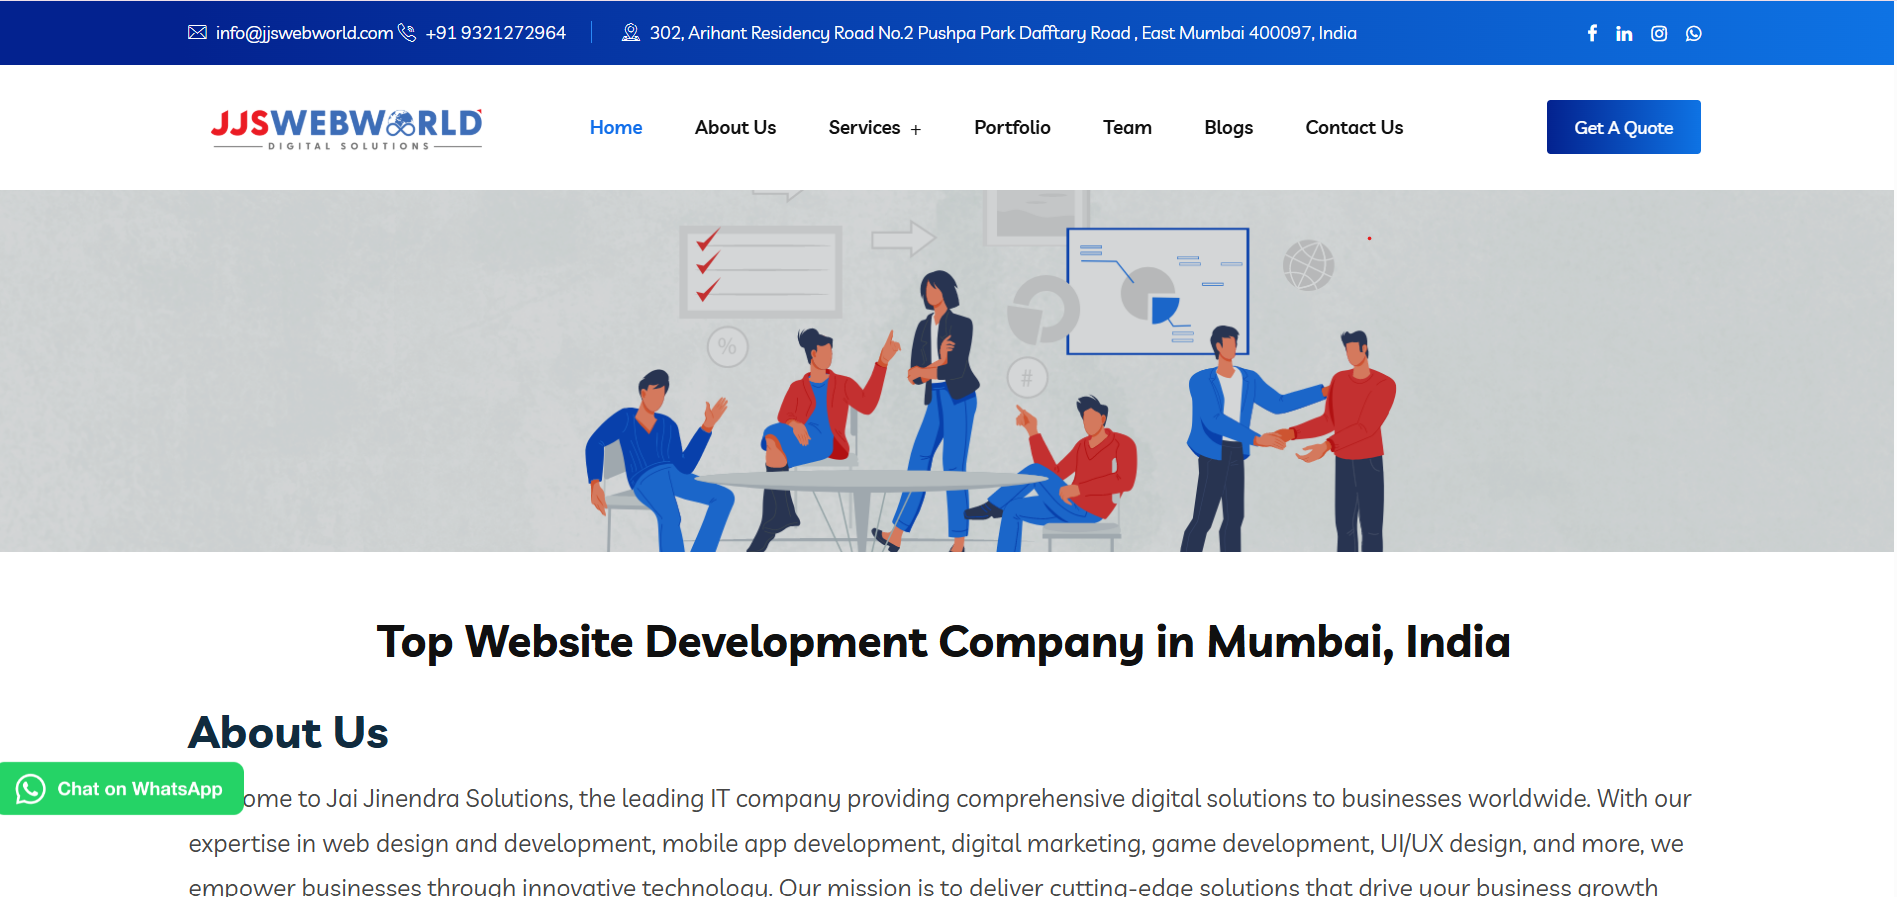 info@jjswebworld.com +91 9321272964 302, Arihant Residency Road No.2 Pushpa Park Dafftary Road , East Mumbai 400097, India
JJSWEBWORLD
DIGITAL SOLUTIONS
Home About Us Services + Portfolio Team Blogs Contact Us Get A Quote
%
#
Top Website Development Company in Mumbai, India
About Us
Chat on WhatsApp
ome to Jai Jinendra Solutions, the leading IT company providing comprehensive digital solutions to businesses worldwide. With our
expertise in web design and development, mobile app development, digital marketing, game development, UI/UX design, and more, we
empower businesses through innovative technology. Our mission is to deliver cutting-edge solutions that drive your business growth